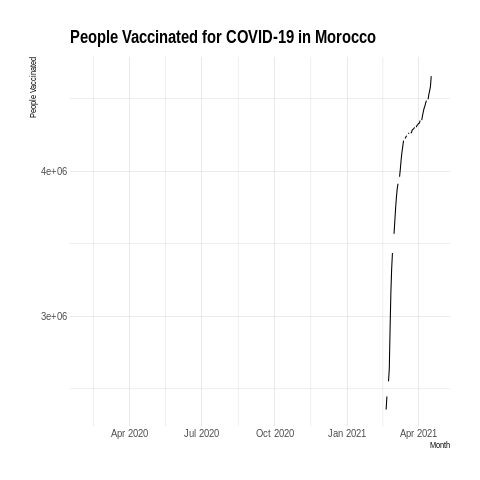 People Vaccinated for COVID-19 in Morocco
People Vaccinated
4e+06
3e+06
Apr 2020 Jul 2020 Oct 2020 Jan 2021 Apr 2021
Month